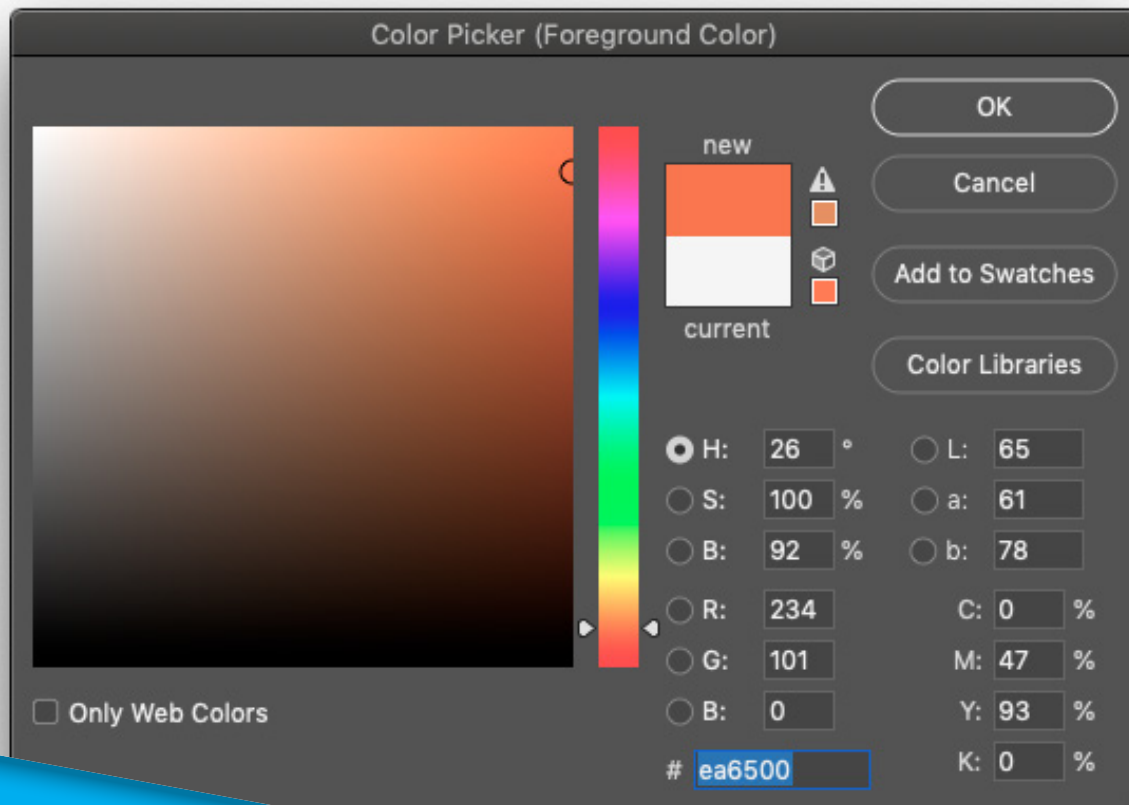 Color Picker (Foreground Color)
new
current
OK
Cancel
Add to Swatches
Color Libraries
H: 26 °
S: 100 %
B: 92 %
R: 234
G: 101
B: 0
# ea6500
L: 65
a: 61
b: 78
C: 0 %
M: 47 %
Y: 93 %
K: 0 %
Only Web Colors